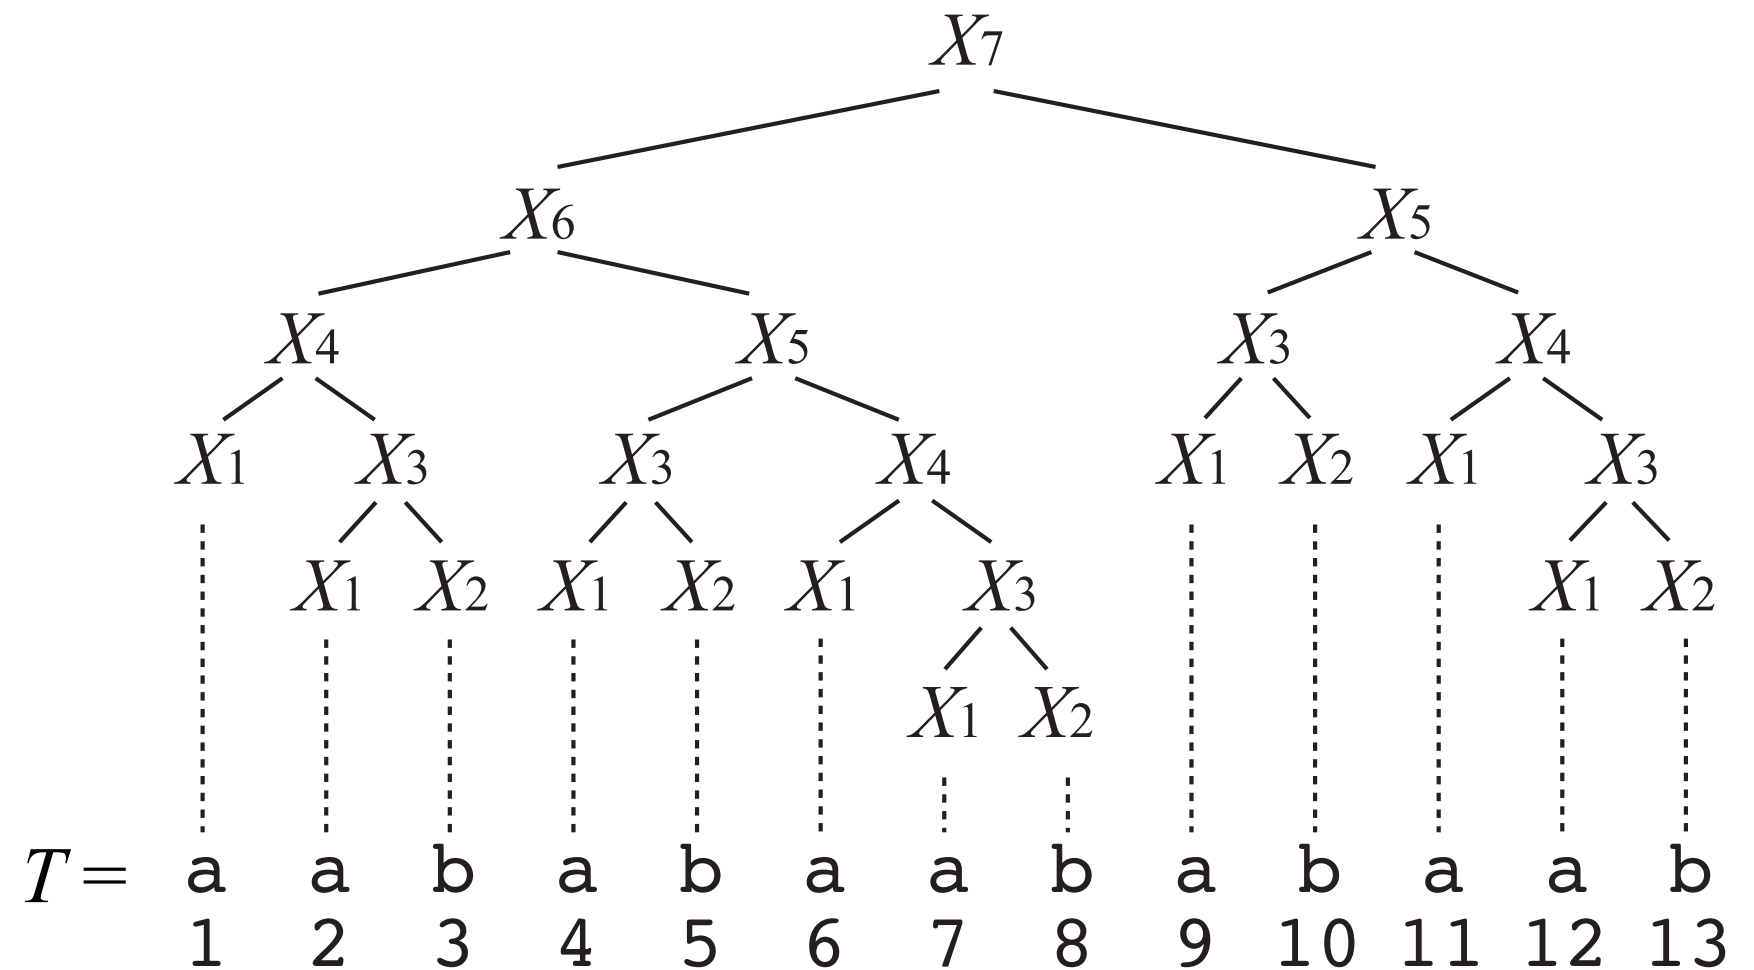 X7
X6 X5
X4 X5 X3 X4
X1 X3 X3 X4 X1 X2 X1 X3
X1 X2 X1 X2 X1 X3 X1 X2
X1 X2
T = a a b a b a a b a b a a b
1 2 3 4 5 6 7 8 9 10 11 12 13